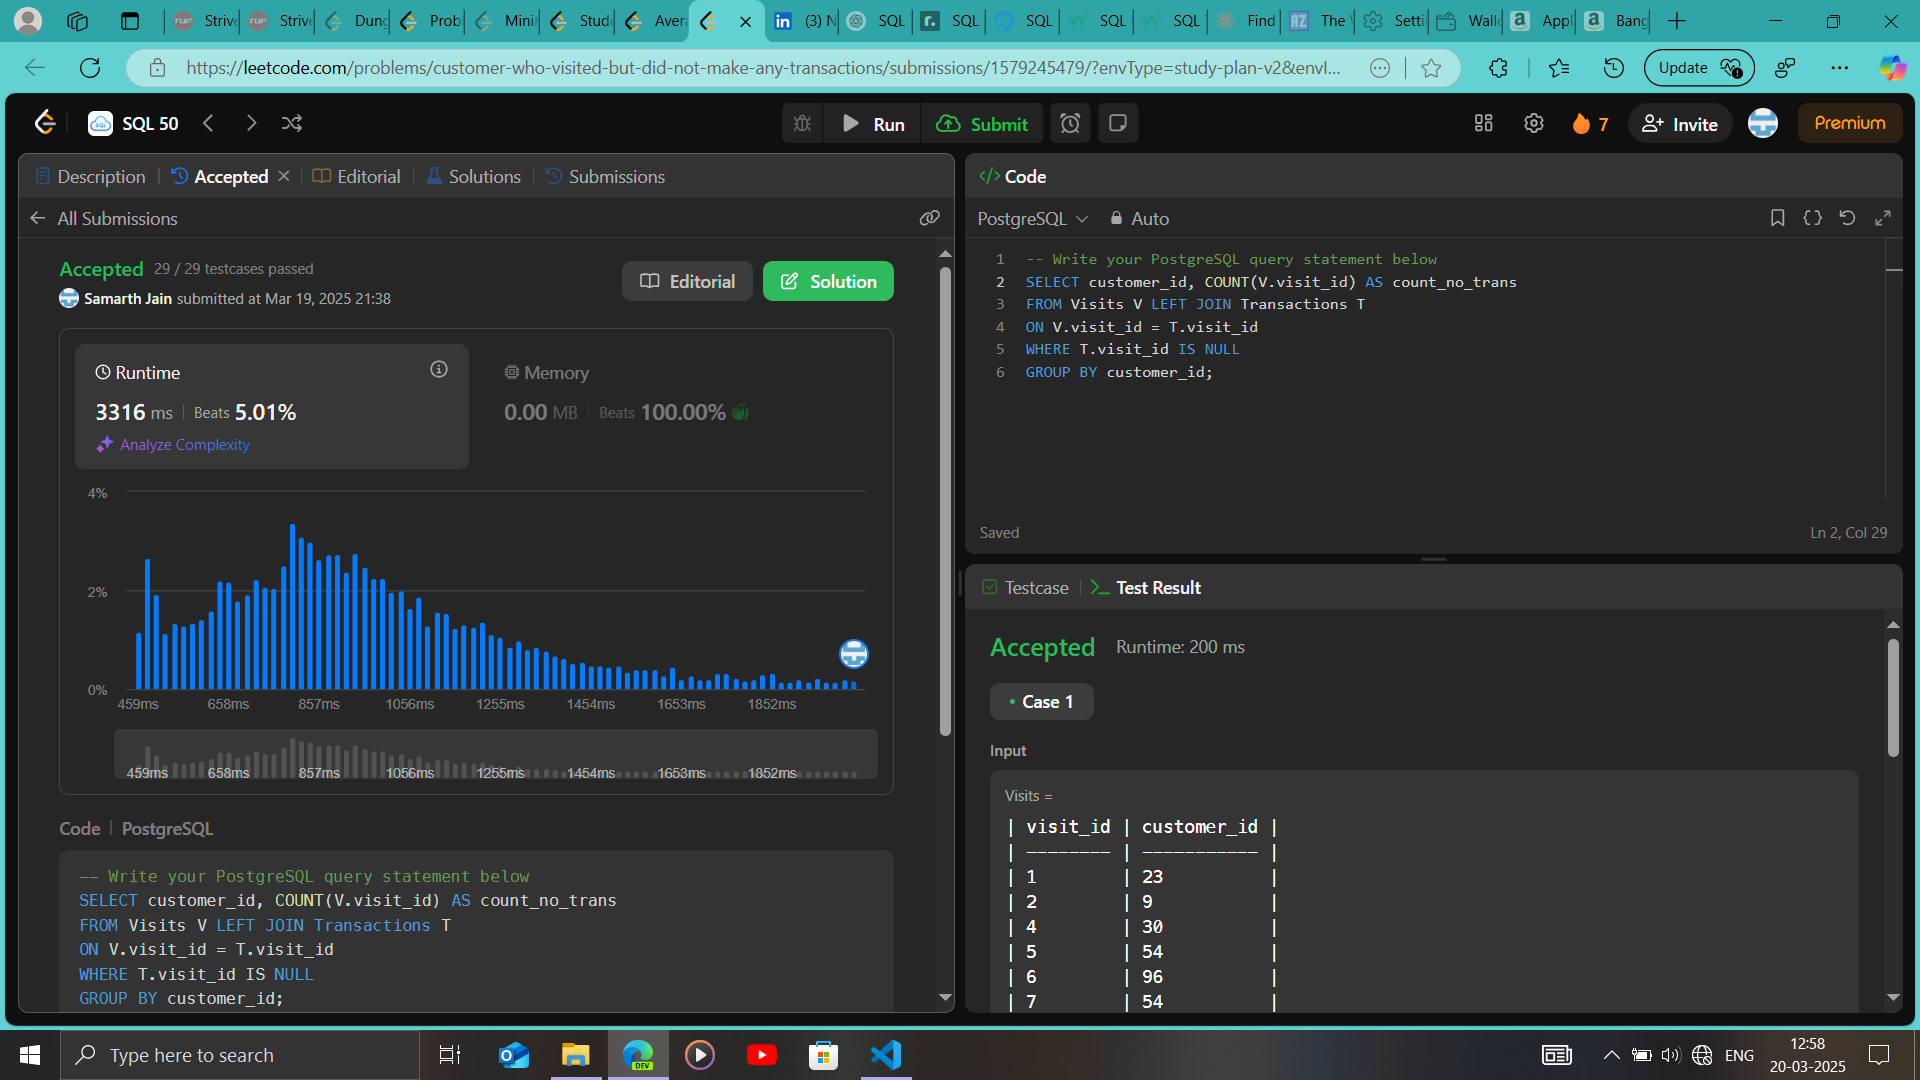 Strive
Strive
Dung
Probl
Minin
Stude
Avera
(3) N
SQL
SQL
SQL
SQL
SQL
Find
The V
Settin
Walle
Appl
Bang
https://leetcode.com/problems/customer-who-visited-but-did-not-make-any-transactions/submissions/1579245479/?envType=study-plan-v2&envI...
Update
SQL 50
Run
Submit
7
Invite
Premium
Description
Accepted
Editorial
Solutions
Submissions
All Submissions
Accepted 29 / 29 testcases passed
Samarth Jain submitted at Mar 19, 2025 21:38
Editorial
Solution
Runtime
3316 ms Beats 5.01%
Analyze Complexity
Memory
0.00 MB Beats 100.00%
4%
2%
0%
459ms 658ms 857ms 1056ms 1255ms 1454ms 1653ms 1852ms
459ms 658ms 857ms 1056ms 1255ms 1454ms 1653ms 1852ms
Code | PostgreSQL
-- Write your PostgreSQL query statement below
SELECT customer_id, COUNT(V.visit_id) AS count_no_trans
FROM Visits V LEFT JOIN Transactions T
ON V.visit_id = T.visit_id
WHERE T.visit_id IS NULL
GROUP BY customer_id;
</> Code
PostgreSQL
Auto
1 -- Write your PostgreSQL query statement below
2 SELECT customer_id, COUNT(V.visit_id) AS count_no_trans
3 FROM Visits V LEFT JOIN Transactions T
4 ON V.visit_id = T.visit_id
5 WHERE T.visit_id IS NULL
6 GROUP BY customer_id;
Saved
Ln 2, Col 29
Testcase
Test Result
Accepted Runtime: 200 ms
• Case 1
Input
Visits =
| visit_id | customer_id |
| -------- | ----------- |
| 1 | 23 |
| 2 | 9 |
| 4 | 30 |
| 5 | 54 |
| 6 | 96 |
| 7 | 54 |
Type here to search
DEV
ENG
12:58
20-03-2025